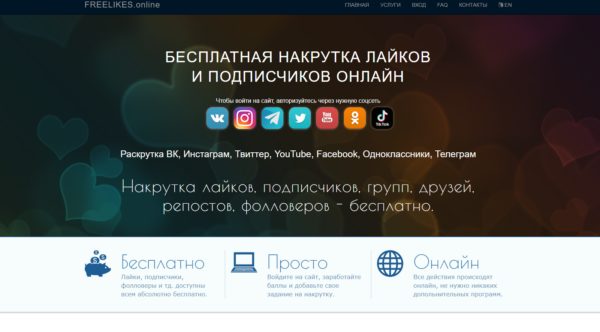 FREELIKES.online
ГЛАВНАЯ УСЛУГИ ВХОД FAQ КОНТАКТЫ EN
БЕСПЛАТНАЯ НАКРУТКА ЛАЙКОВ
И ПОДПИСЧИКОВ ОНЛАЙН
Чтобы войти на сайт, авторизуйтесь через нужную соцсеть
You
Tube
TikTok
Раскрутка ВК, Инстаграм, Твиттер, YouTube, Facebook, Одноклассники, Телеграм
Накрутка лайков, подписчиков, групп, друзей,
репостов, фолловеров - бесплатно.
Бесплатно
Лайки, подписчики,
фолловеры и тд. доступны
всем абсолютно бесплатно.
Просто
Войдите на сайт, заработайте
баллы и добавьте свое
задание на накрутку.
Онлайн
Все действия происходят
онлайн, не нужно никаких
дополнительных программ.